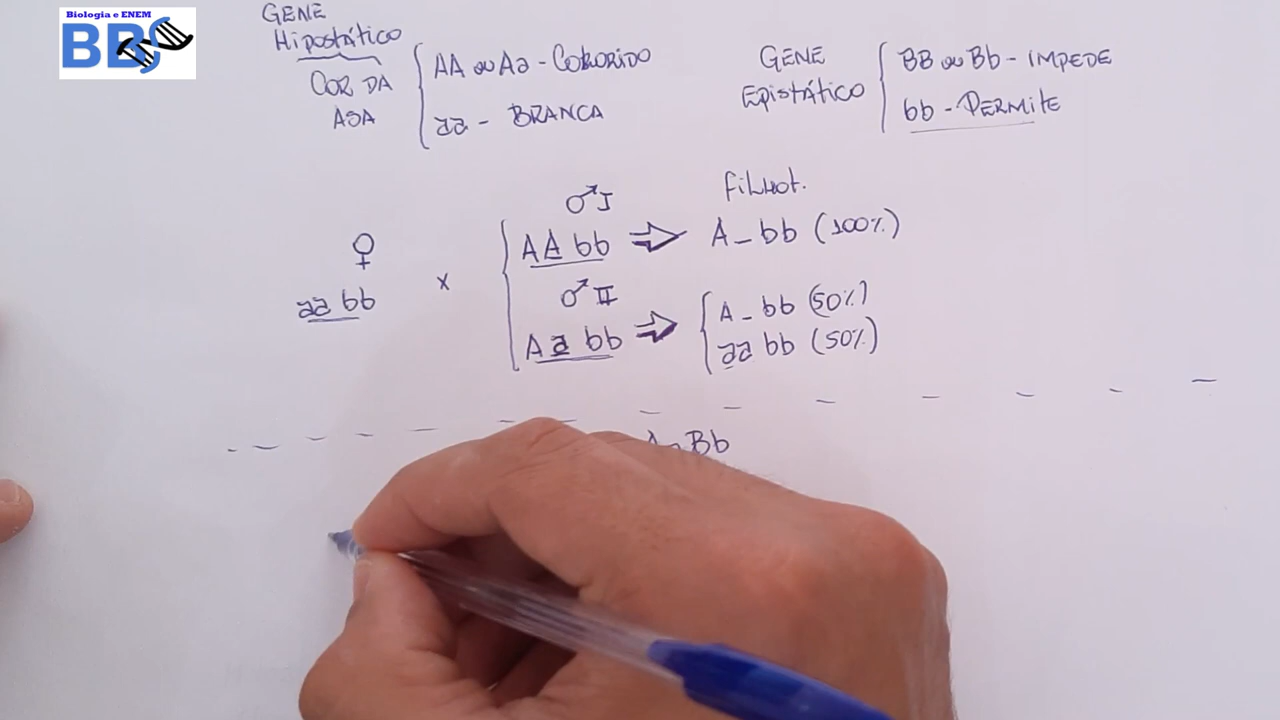 Biologia e ENEM
BBS
GENE
Hipostático
COR DA
ASA
AA ou Aa - COLORIDO
aa - BRANCA
GENE
Epistático
BB ou Bb - IMPEDE
bb - PERMITE
♂I
AA bb ⇒
♀
aa bb
x
♂II
Aa bb ⇒
FILHOT.
A_ bb (100%)
A_ bb (50%)
aa bb (50%)
A_ Bb